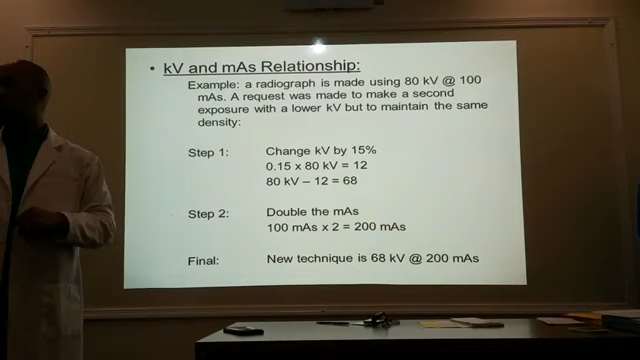 • kV and mAs Relationship:
Example: a radiograph is made using 80 kV @ 100
mAs. A request was made to make a second
exposure with a lower kV but to maintain the same
density:
Step 1: Change kV by 15%
0.15 x 80 kV = 12
80 kV – 12 = 68
Step 2: Double the mAs
100 mAs x 2 = 200 mAs
Final: New technique is 68 kV @ 200 mAs